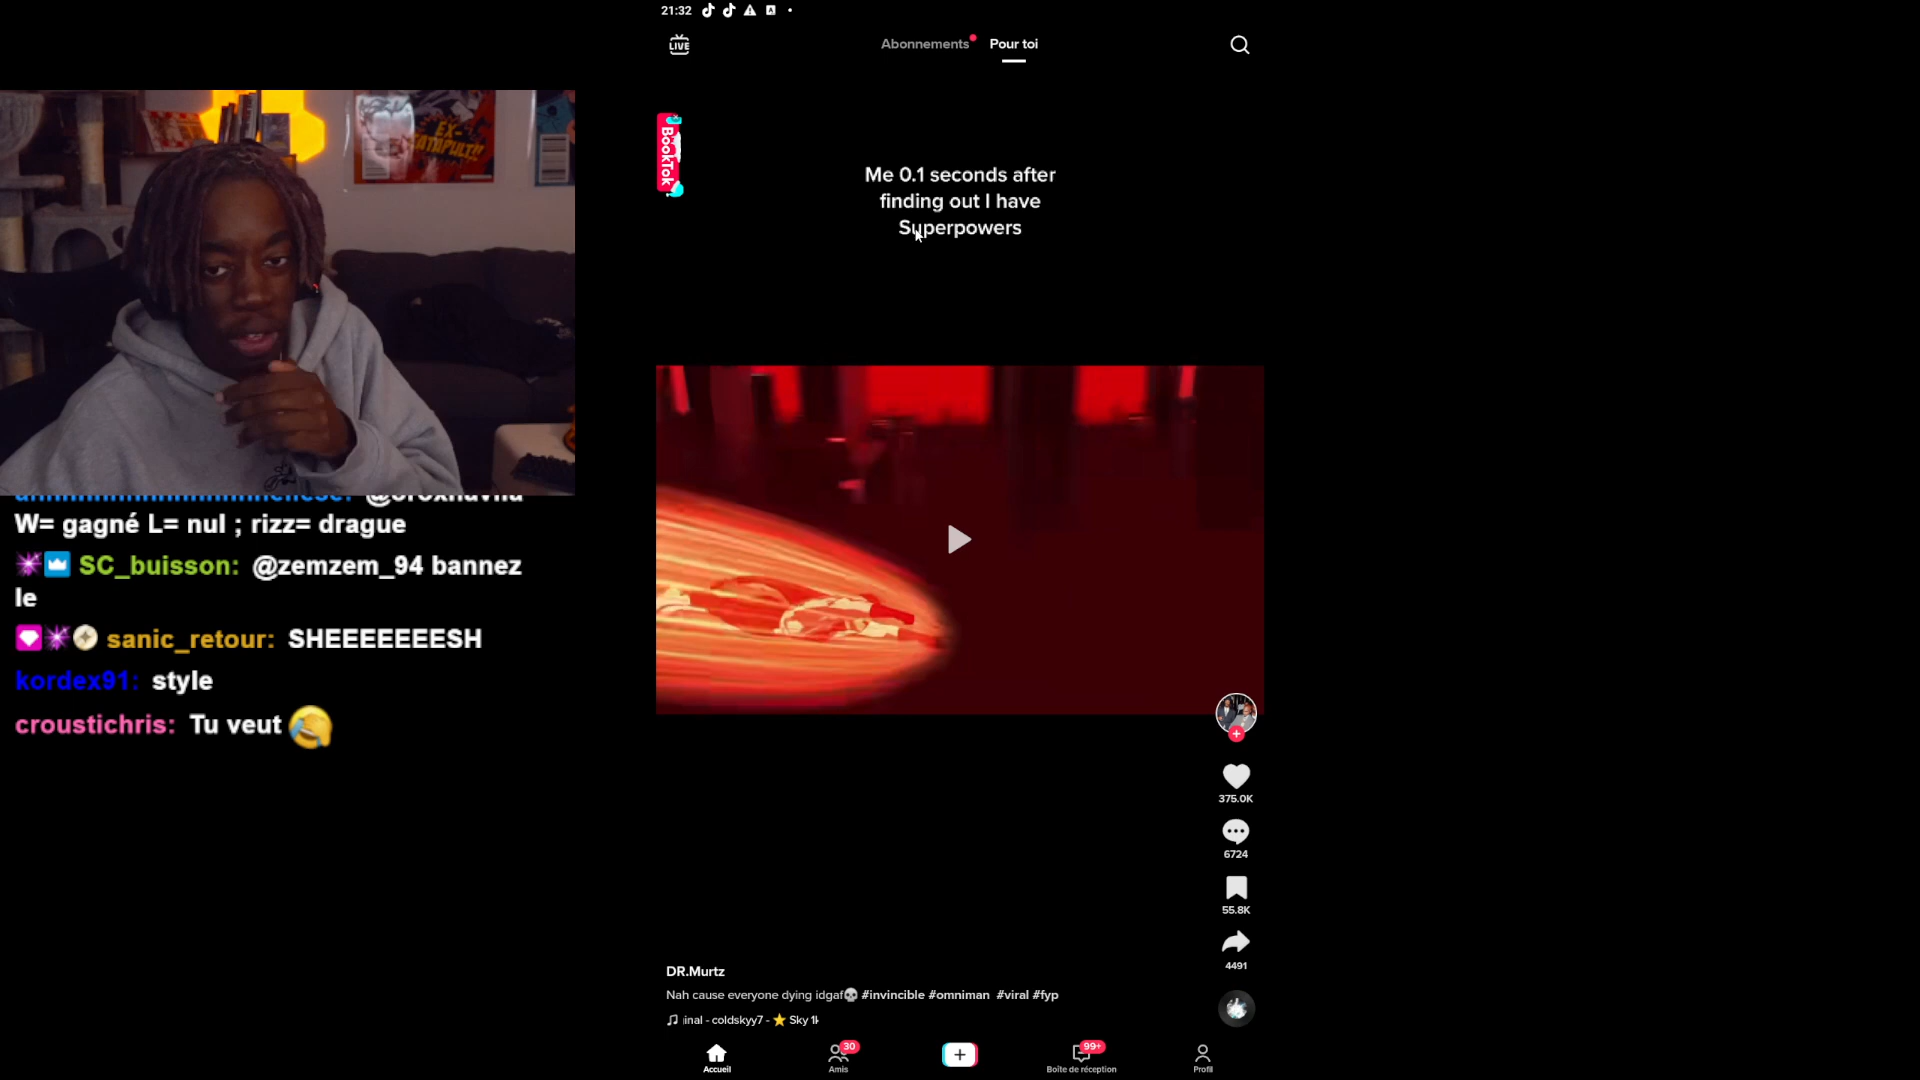 21:32
LIVE
Abonnements
Pour toi
BookTok
EX-
CATAPULT!!
Me 0.1 seconds after
finding out I have
Superpowers
W= gagné L= nul ; rizz= drague
SC_buisson: @zemzem_94 bannez
le
sanic_retour: SHEEEEEEESH
kordex91: style
croustichris: Tu veut
375.0K
6724
55.8K
4491
DR.Murtz
Nah cause everyone dying idgaf💀 #invincible #omniman #viral #fyp
inal - coldskyy7 - ⭐ Sky
Accueil
30
Amis
99+
Boîte de réception
Profil